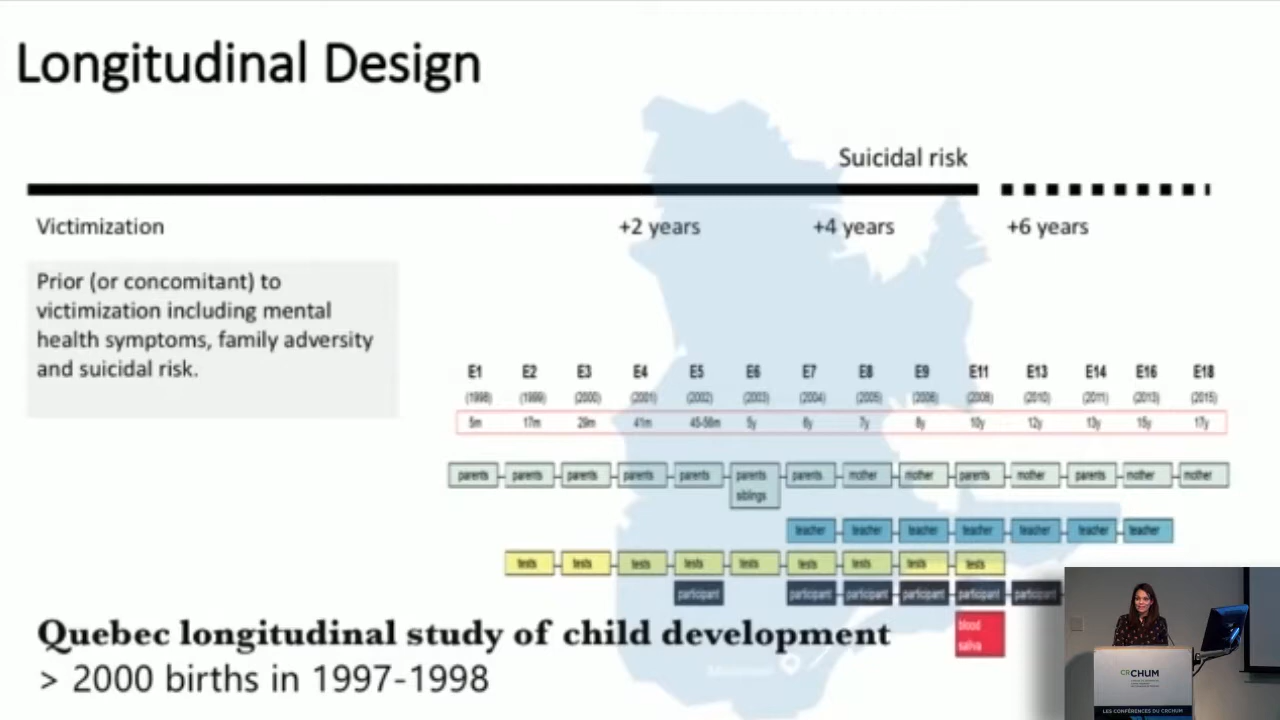 Longitudinal Design
Suicidal risk
Victimization +2 years +4 years +6 years
Prior (or concomitant) to
victimization including mental
health symptoms, family adversity
and suicidal risk.
E1 E2 E3 E4 E5 E6 E7 E8 E9 E11 E13 E14 E16 E18
(1998) (1999) (2000) (2001) (2002) (2003) (2004) (2005) (2006) (2008) (2010) (2011) (2013) (2015)
5m 17m 29m 41m 45-56m 5y 6y 7y 8y 10y 12y 13y 15y 17y
parents parents parents parents parents parents parents mother mother parents mother parents mother mother
siblings
teacher teacher teacher teacher teacher teacher teacher
tests tests tests tests tests tests tests tests tests
participant participant participant participant participant participant
blood
saliva
Quebec longitudinal study of child development
> 2000 births in 1997-1998
CRCHUM
LES CONFÉRENCES DU CRCHUM